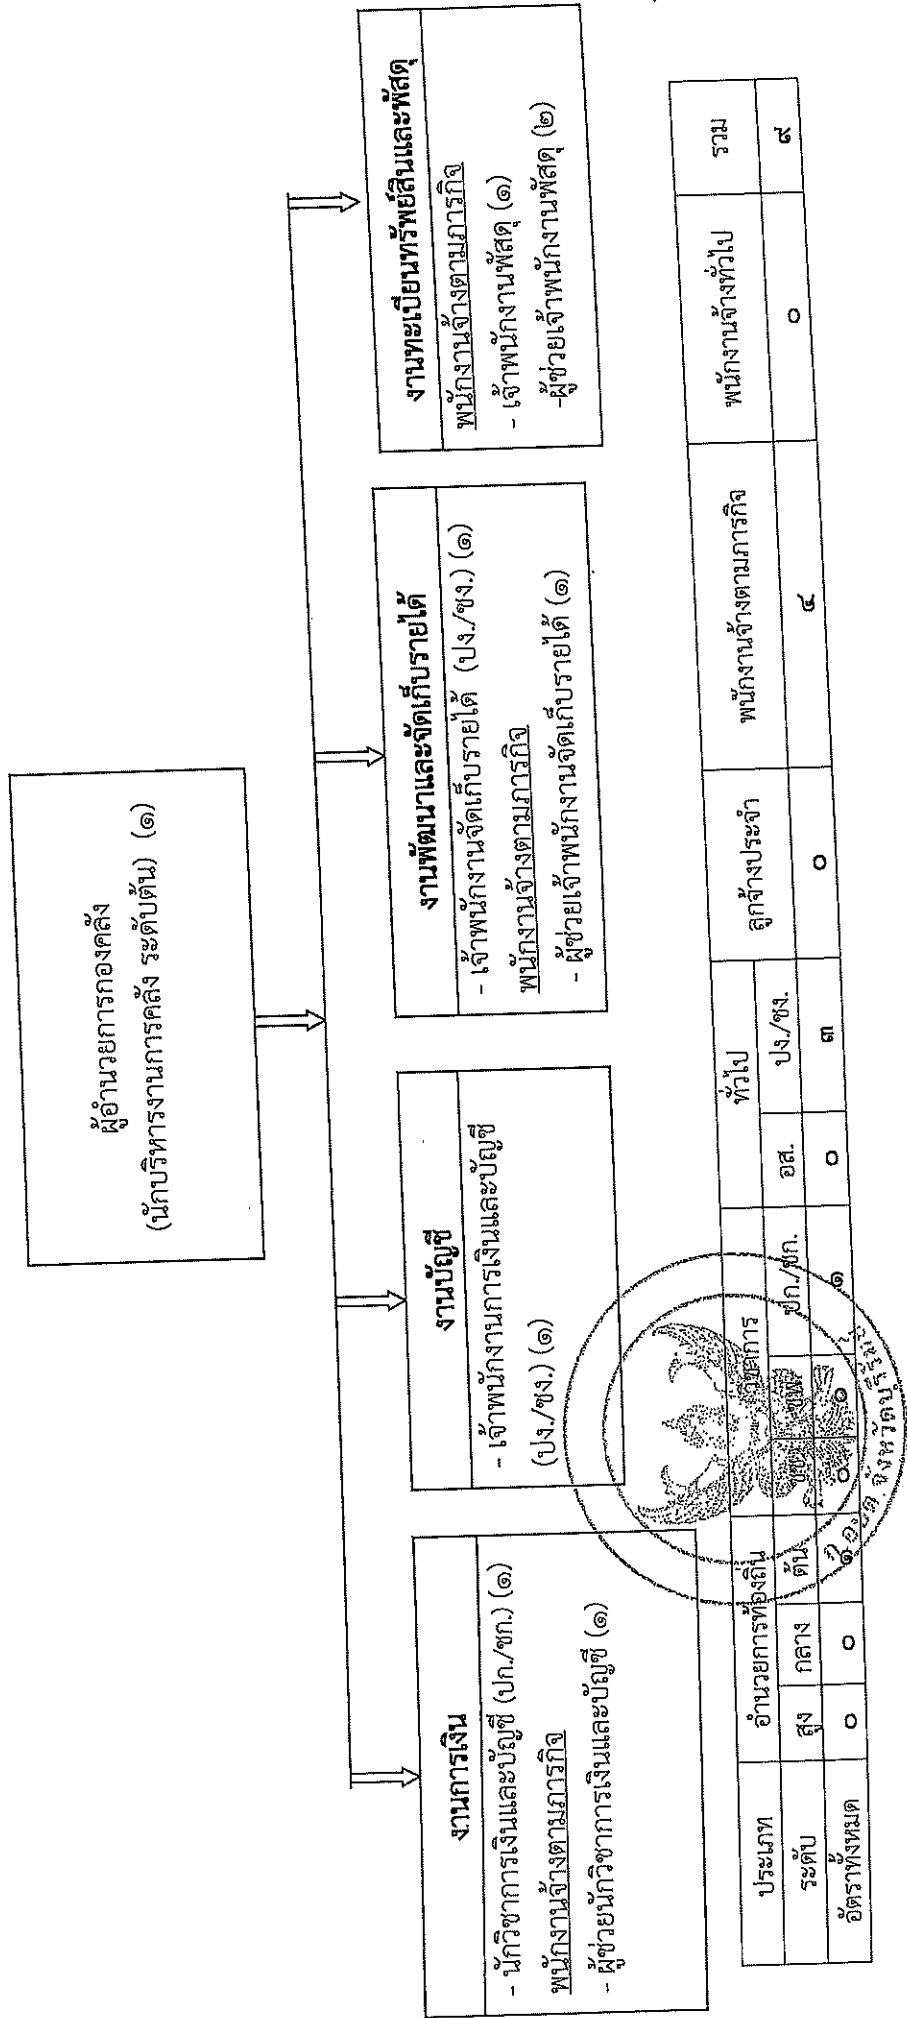 ผู้อำนวยการกองคลัง
(นักบริหารงานการคลัง ระดับต้น) (๑)
งานการเงิน
- นักวิชาการเงินและบัญชี (ปก./ชก.) (๑)
พนักงานจ้างตามภารกิจ
- ผู้ช่วยนักวิชาการเงินและบัญชี (๑)
งานบัญชี
- เจ้าพนักงานการเงินและบัญชี
(ปง./ชง.) (๑)
งานพัฒนาและจัดเก็บรายได้
- เจ้าพนักงานจัดเก็บรายได้ (ปง./ชง.) (๑)
พนักงานจ้างตามภารกิจ
- ผู้ช่วยเจ้าพนักงานจัดเก็บรายได้ (๑)
งานทะเบียนทรัพย์สินและพัสดุ
พนักงานจ้างตามภารกิจ
- เจ้าพนักงานพัสดุ (๑)
-ผู้ช่วยเจ้าพนักงานพัสดุ (๒)
ประเภท อำนวยการท้องถิ่น วิชาการ ทั่วไป ลูกจ้างประจำ พนักงานจ้างตามภารกิจ พนักงานจ้างทั่วไป รวม
ระดับ สูง กลาง ต้น ปก./ชก. อส. ปง./ชง.
อัตราทั้งหมด ๐ ๐ ๑ ๐ ๐ ๑ ๐ ๓ ๐ ๔ ๐ ๙
จังหวัดบุรีรัมย์